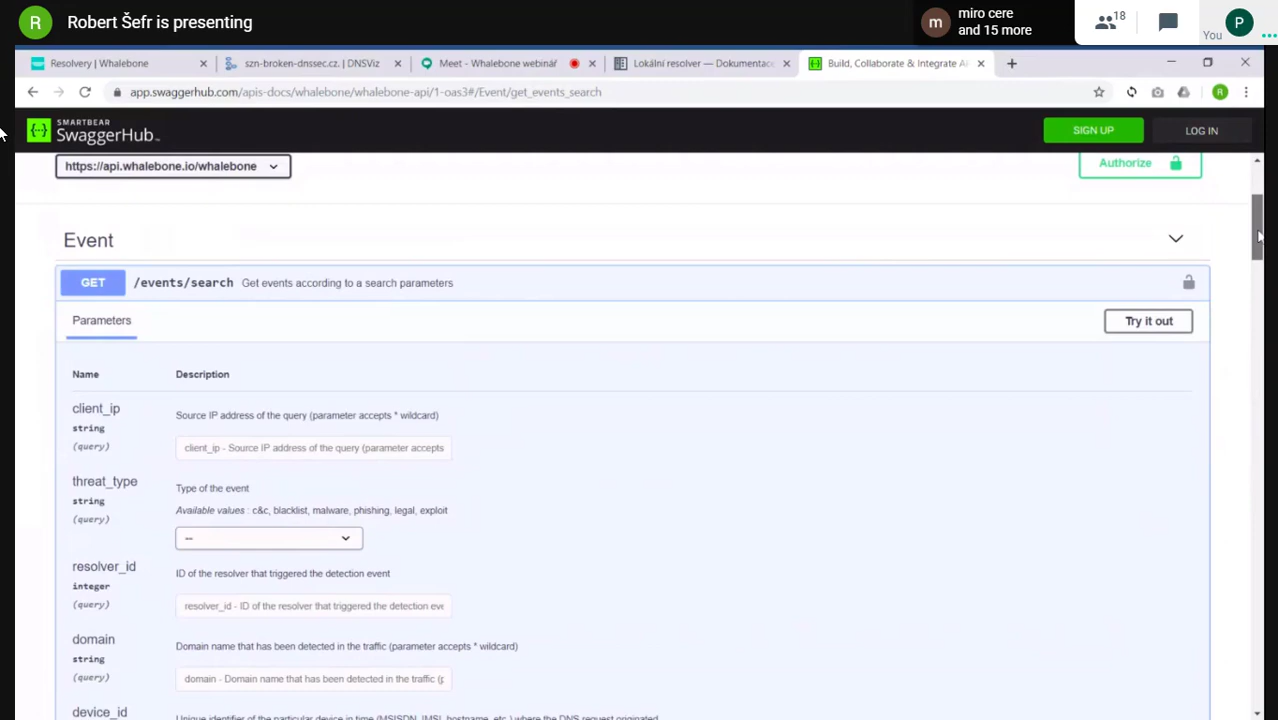 R Robert Šefr is presenting
m miro cere
and 15 more
18
You
P
Resolvery | Whalebone
szn-broken-dnssec.cz. | DNSViz
Meet - Whalebone webinář
Lokální resolver — Dokumentace
Build, Collaborate & Integrate AP
app.swaggerhub.com/apis-docs/whalebone/whalebone-api/1-oas3#/Event/get_events_search
R
SMARTBEAR
SwaggerHub
SIGN UP
LOG IN
https://api.whalebone.io/whalebone
Authorize
Event
GET /events/search Get events according to a search parameters
Parameters
Try it out
Name Description
client_ip
string
(query)
Source IP address of the query (parameter accepts * wildcard)
client_ip - Source IP address of the query (parameter accepts
threat_type
string
(query)
Type of the event
Available values : c&c, blacklist, malware, phishing, legal, exploit
--
resolver_id
integer
(query)
ID of the resolver that triggered the detection event
resolver_id - ID of the resolver that triggered the detection eve
domain
string
(query)
Domain name that has been detected in the traffic (parameter accepts * wildcard)
domain - Domain name that has been detected in the traffic (p
device_id
Unique identifier of the particular device in time (MSISDN, IMSI, hostname, etc.) where the DNS request originated